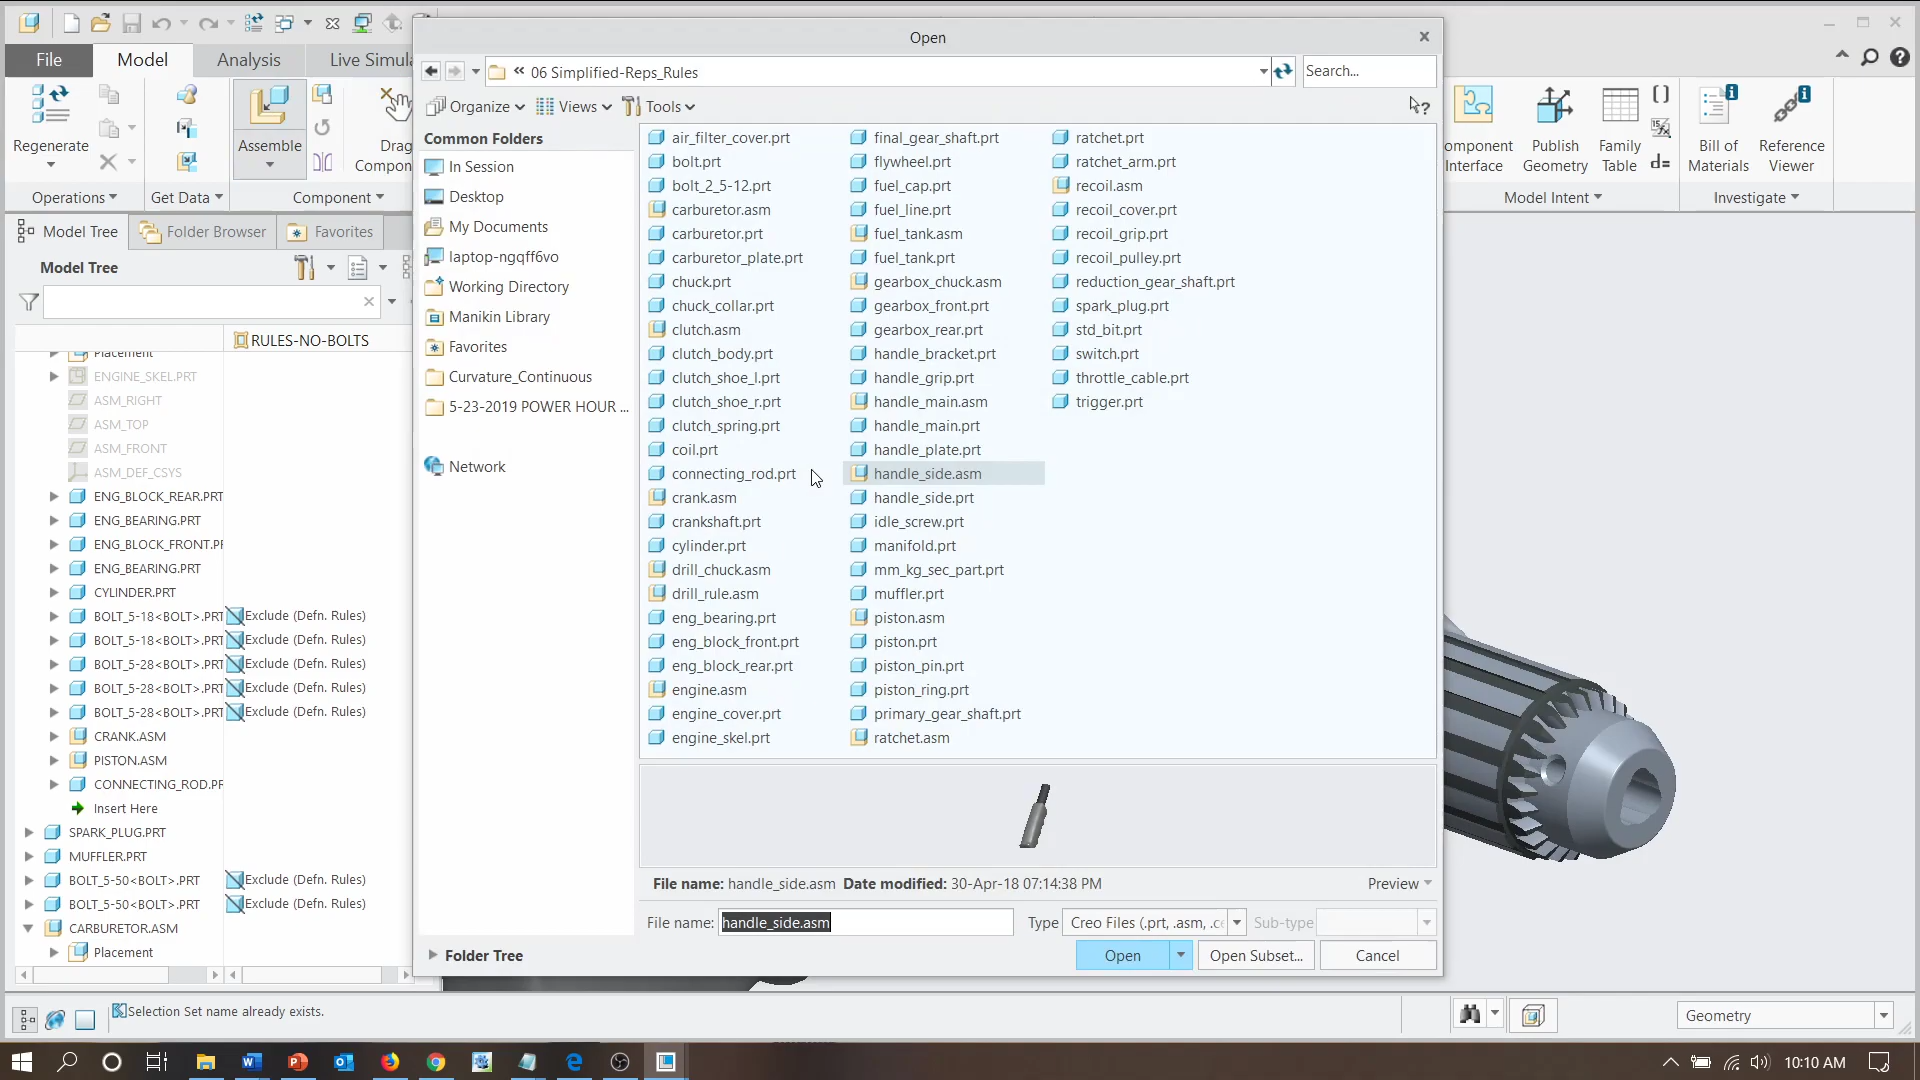 Open
File
Model
Analysis
Live Simul
06 Simplified-Reps_Rules
Search...
Organize
Views
Tools
Regenerate
Assemble
Drag
Compon
Operations
Get Data
Component
omponent
Interface
Publish
Geometry
Family
Table
Bill of
Materials
Reference
Viewer
Model Intent
Investigate
Model Tree
Folder Browser
Favorites
Model Tree
RULES-NO-BOLTS
Placement
ENGINE_SKEL.PRT
ASM_RIGHT
ASM_TOP
ASM_FRONT
ASM_DEF_CSYS
ENG_BLOCK_REAR.PRT
ENG_BEARING.PRT
ENG_BLOCK_FRONT.PR
ENG_BEARING.PRT
CYLINDER.PRT
BOLT_5-18<BOLT>.PRT Exclude (Defn. Rules)
BOLT_5-18<BOLT>.PRT Exclude (Defn. Rules)
BOLT_5-28<BOLT>.PRT Exclude (Defn. Rules)
BOLT_5-28<BOLT>.PRT Exclude (Defn. Rules)
BOLT_5-28<BOLT>.PRT Exclude (Defn. Rules)
CRANK.ASM
PISTON.ASM
CONNECTING_ROD.PR
Insert Here
SPARK_PLUG.PRT
MUFFLER.PRT
BOLT_5-50<BOLT>.PRT Exclude (Defn. Rules)
BOLT_5-50<BOLT>.PRT Exclude (Defn. Rules)
CARBURETOR.ASM
Placement
Common Folders
In Session
Desktop
My Documents
laptop-ngqff6vo
Working Directory
Manikin Library
Favorites
Curvature_Continuous
5-23-2019 POWER HOUR ...
Network
Folder Tree
air_filter_cover.prt
bolt.prt
bolt_2_5-12.prt
carburetor.asm
carburetor.prt
carburetor_plate.prt
chuck.prt
chuck_collar.prt
clutch.asm
clutch_body.prt
clutch_shoe_l.prt
clutch_shoe_r.prt
clutch_spring.prt
coil.prt
connecting_rod.prt
crank.asm
crankshaft.prt
cylinder.prt
drill_chuck.asm
drill_rule.asm
eng_bearing.prt
eng_block_front.prt
eng_block_rear.prt
engine.asm
engine_cover.prt
engine_skel.prt
final_gear_shaft.prt
flywheel.prt
fuel_cap.prt
fuel_line.prt
fuel_tank.asm
fuel_tank.prt
gearbox_chuck.asm
gearbox_front.prt
gearbox_rear.prt
handle_bracket.prt
handle_grip.prt
handle_main.asm
handle_main.prt
handle_plate.prt
handle_side.asm
handle_side.prt
idle_screw.prt
manifold.prt
mm_kg_sec_part.prt
muffler.prt
piston.asm
piston.prt
piston_pin.prt
piston_ring.prt
primary_gear_shaft.prt
ratchet.asm
ratchet.prt
ratchet_arm.prt
recoil.asm
recoil_cover.prt
recoil_grip.prt
recoil_pulley.prt
reduction_gear_shaft.prt
spark_plug.prt
std_bit.prt
switch.prt
throttle_cable.prt
trigger.prt
File name: handle_side.asm Date modified: 30-Apr-18 07:14:38 PM
Preview
File name: handle_side.asm
Type Creo Files (.prt, .asm, .c
Sub-type
Open
Open Subset...
Cancel
Selection Set name already exists.
Geometry
10:10 AM